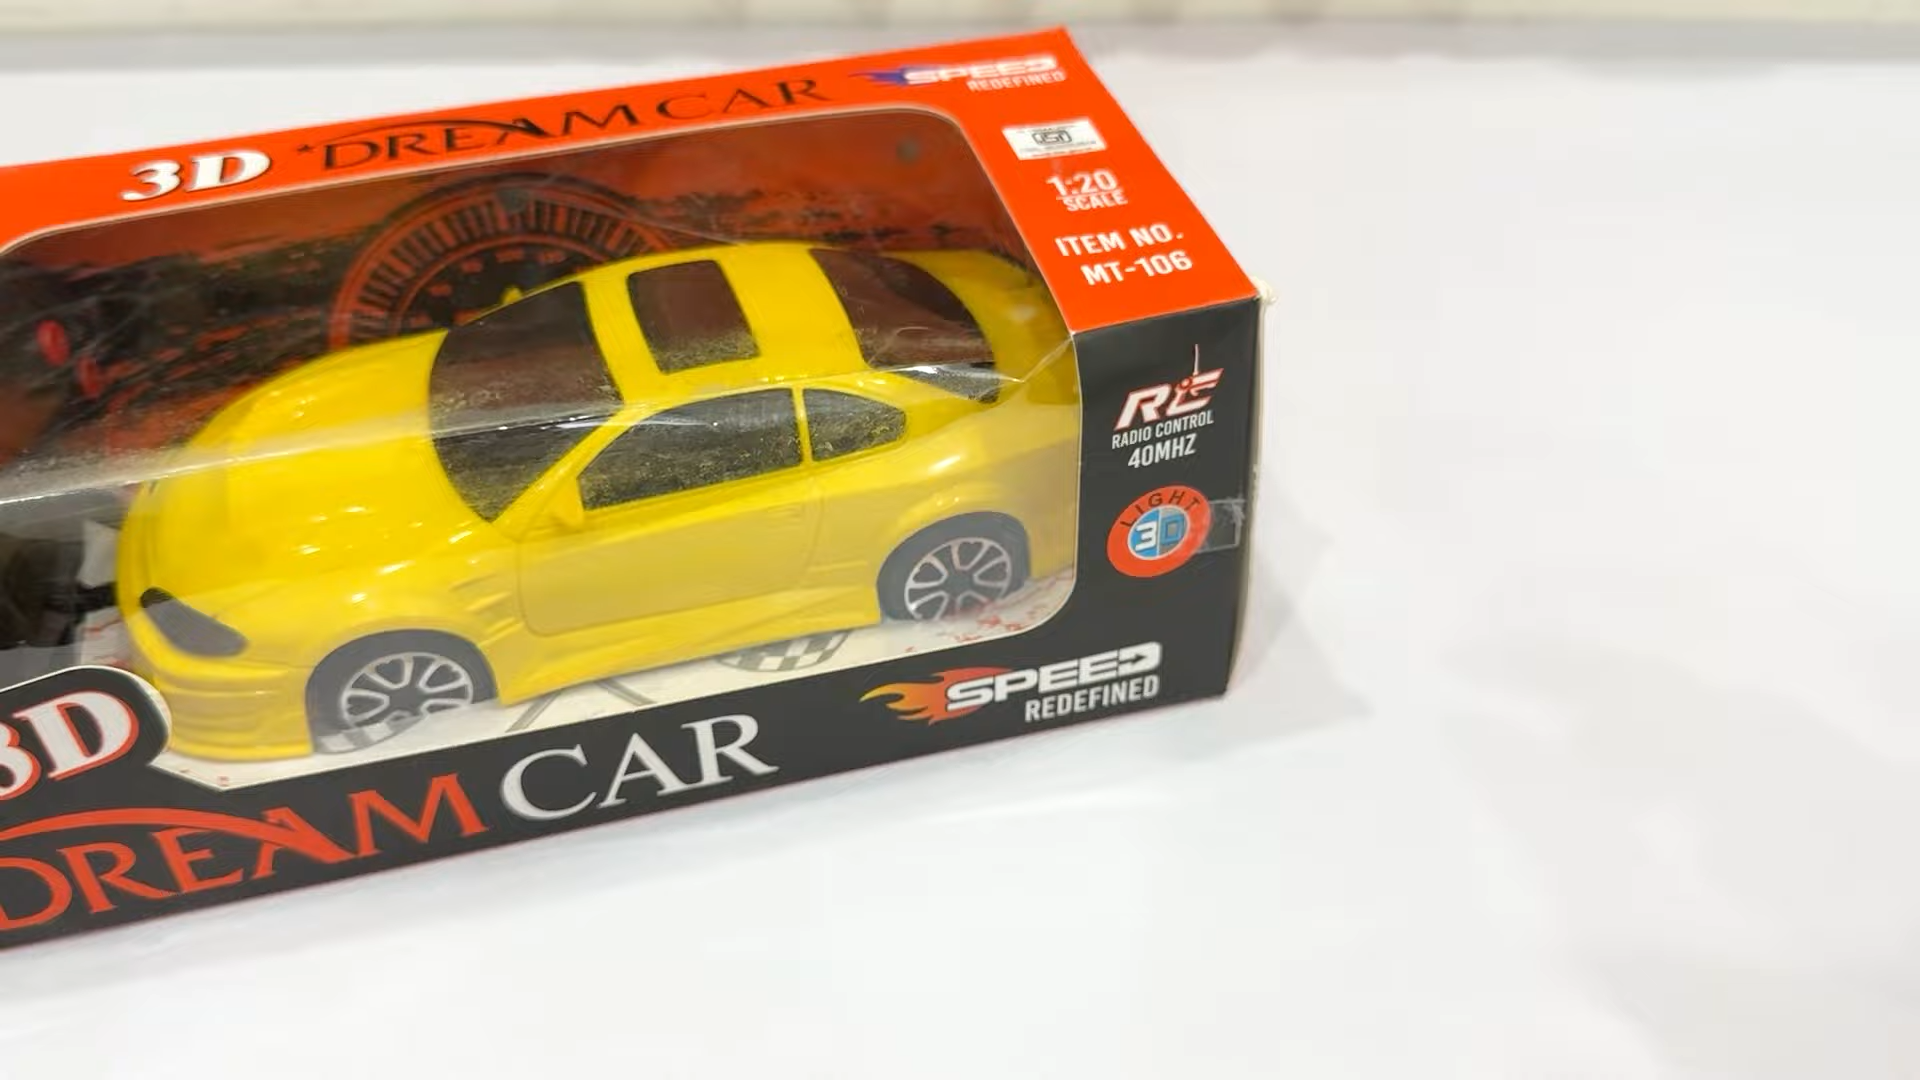 3D *DREAM CAR
SPEED
REDEFINED
ISI
1:20
SCALE
ITEM NO.
MT-106
RC
RADIO CONTROL
40MHZ
LIGHT
3D
SPEED
REDEFINED
3D
DREAM CAR